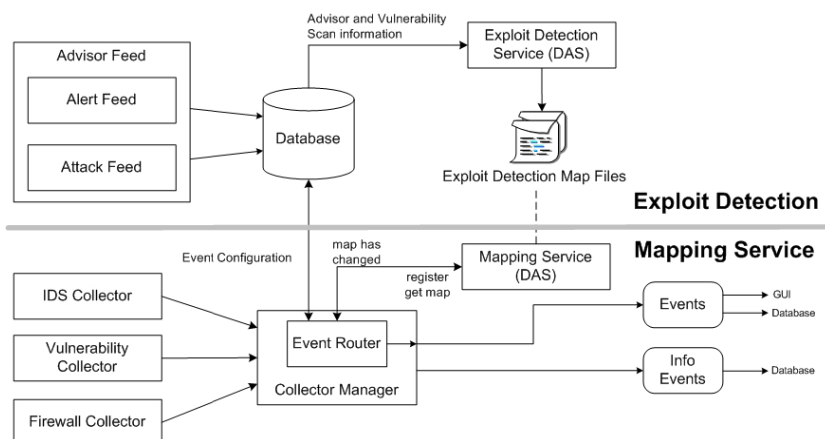 Advisor and Vulnerability
Scan information
Advisor Feed
Alert Feed
Attack Feed
Database
Exploit Detection
Service (DAS)
Exploit Detection Map Files
Exploit Detection
Mapping Service
Event Configuration
map has
changed
register
get map
Mapping Service
(DAS)
IDS Collector
Vulnerability
Collector
Firewall Collector
Event Router
Collector Manager
Events
GUI
Database
Info
Events
Database